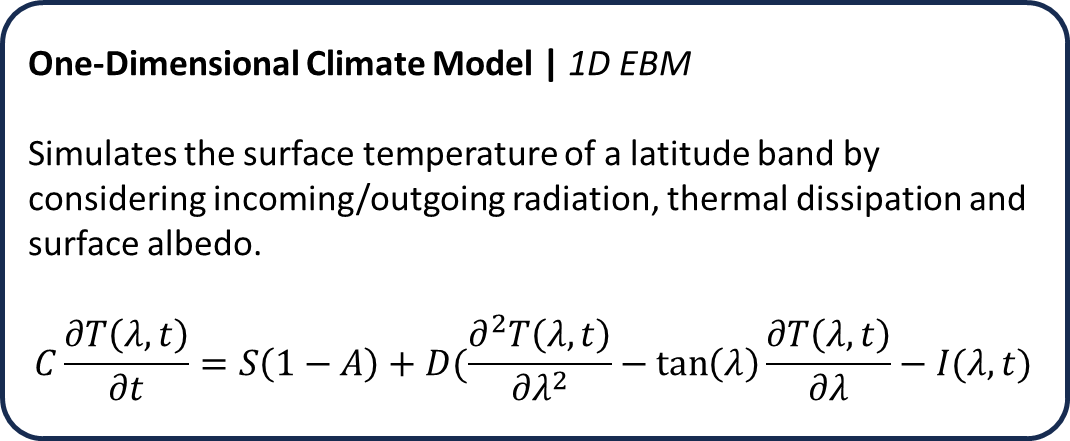 One-Dimensional Climate Model | 1D EBM
Simulates the surface temperature of a latitude band by
considering incoming/outgoing radiation, thermal dissipation and
surface albedo.
C ∂T(λ, t)/∂t = S(1 − A) + D(∂²T(λ, t)/∂λ² − tan(λ) ∂T(λ, t)/∂λ − I(λ, t)